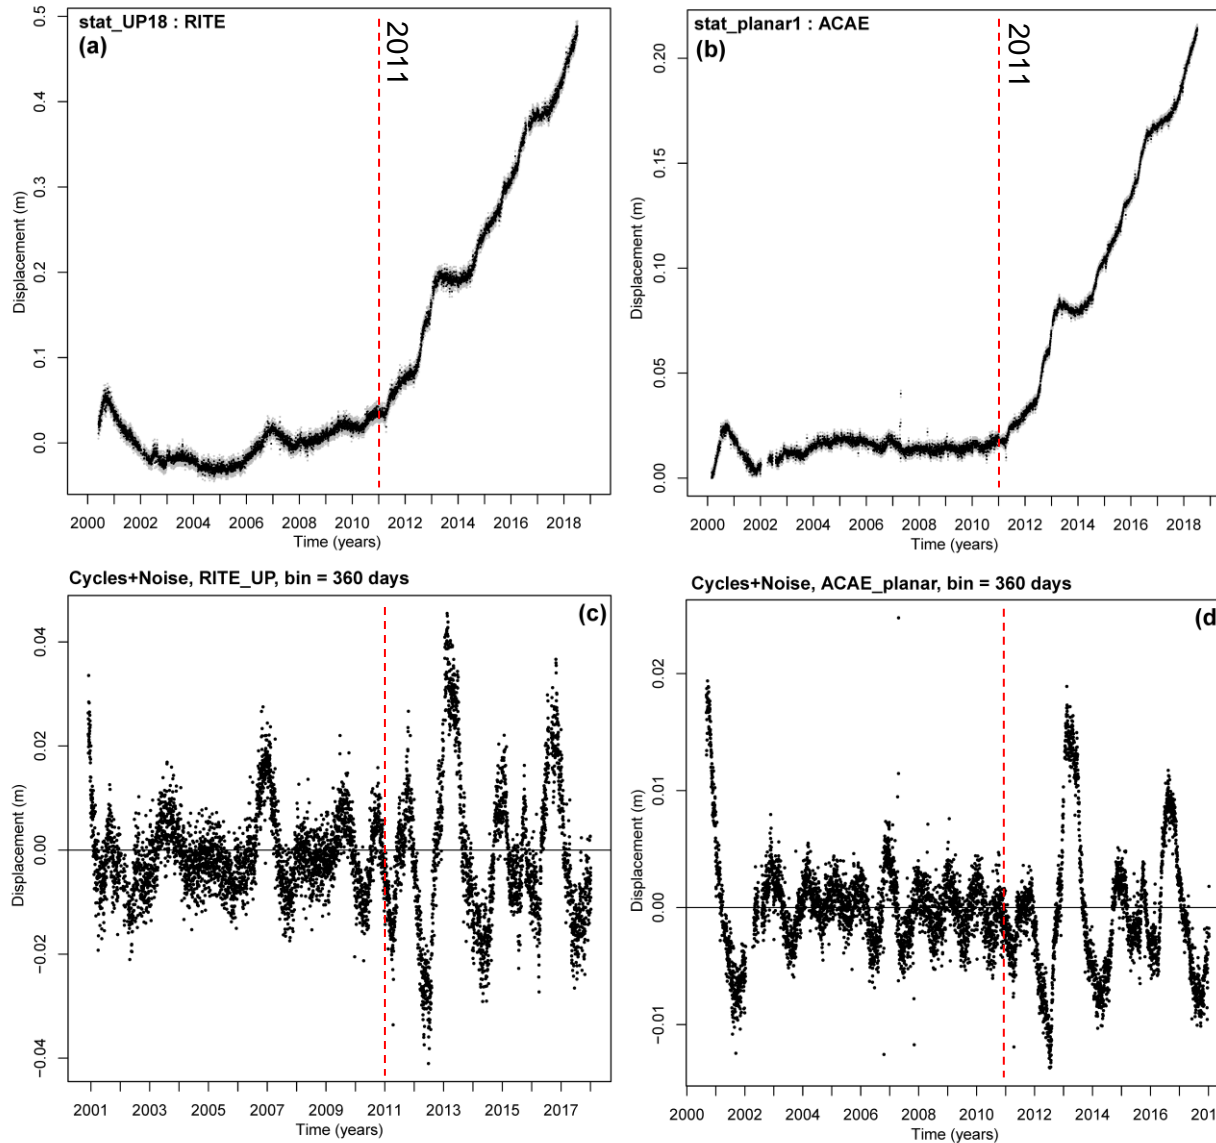 stat_UP18 : RITE
(a)
2011
Displacement (m)
0.5
0.4
0.3
0.2
0.1
0.0
2000 2002 2004 2006 2008 2010 2012 2014 2016 2018
Time (years)
stat_planar1 : ACAE
(b)
2011
Displacement (m)
0.20
0.15
0.10
0.05
0.00
2000 2002 2004 2006 2008 2010 2012 2014 2016 2018
Time (years)
Cycles+Noise, RITE_UP, bin = 360 days
(c)
Displacement (m)
0.04
0.02
0.00
−0.02
−0.04
2001 2003 2005 2007 2009 2011 2013 2015 2017
Time (years)
Cycles+Noise, ACAE_planar, bin = 360 days
(d
Displacement (m)
0.02
0.01
0.00
−0.01
2000 2002 2004 2006 2008 2010 2012 2014 2016 201
Time (years)